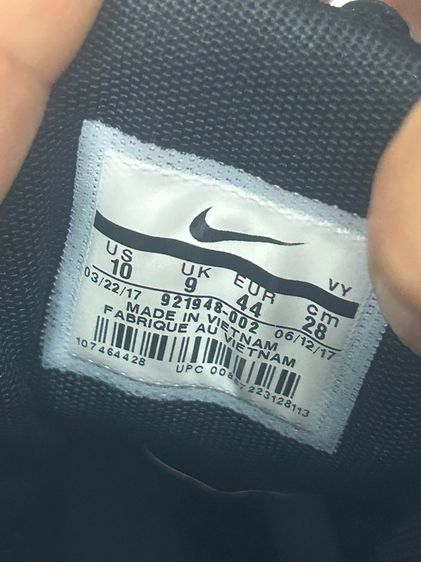 US UK EUR cm VY
10 9 44 28
03/22/17 921948-002 06/12/17
MADE IN VIETNAM
FABRIQUE AU VIETNAM
107464428
UPC